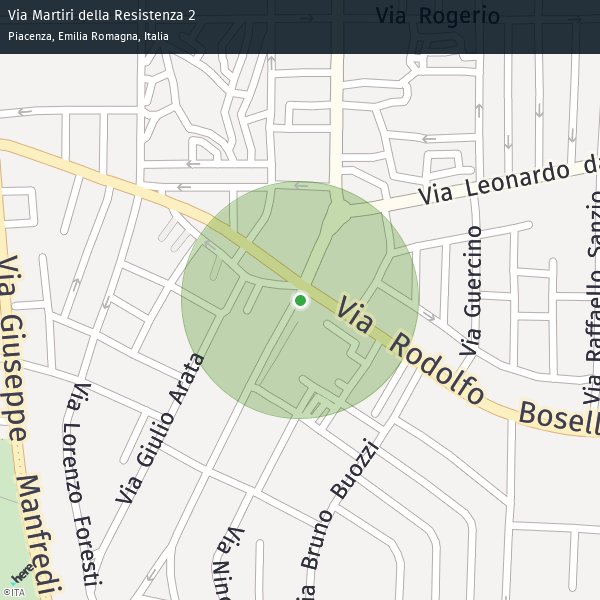 Via Martiri della Resistenza 2
Piacenza, Emilia Romagna, Italia
Via Rogerio
Via Leonardo da
Via Guercino
Via Raffaello Sanzio
Via Giuseppe Manfredi
Via Rodolfo Bosell
Via Giulio Arata
Via Lorenzo Foresti
Via Bruno Buozzi
Via Nino
here
©ITA